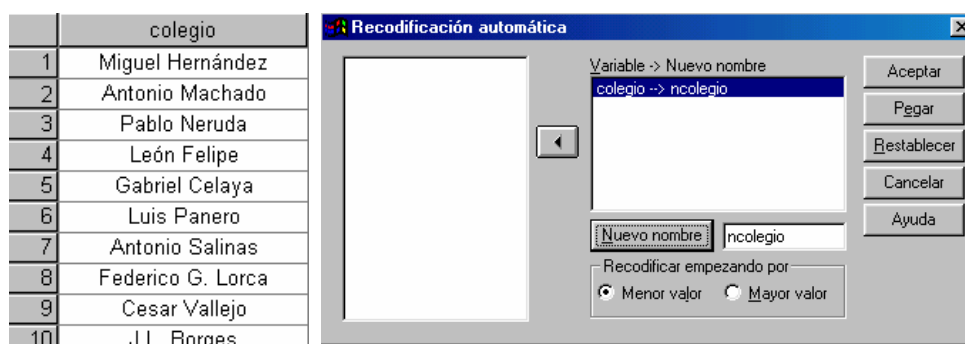 colegio
1 Miguel Hernández
2 Antonio Machado
3 Pablo Neruda
4 León Felipe
5 Gabriel Celaya
6 Luis Panero
7 Antonio Salinas
8 Federico G. Lorca
9 Cesar Vallejo
10 J.L. Borges
Recodificación automática
Variable -> Nuevo nombre
colegio --> ncolegio
Nuevo nombre ncolegio
Recodificar empezando por
Menor valor Mayor valor
Aceptar
Pegar
Restablecer
Cancelar
Ayuda